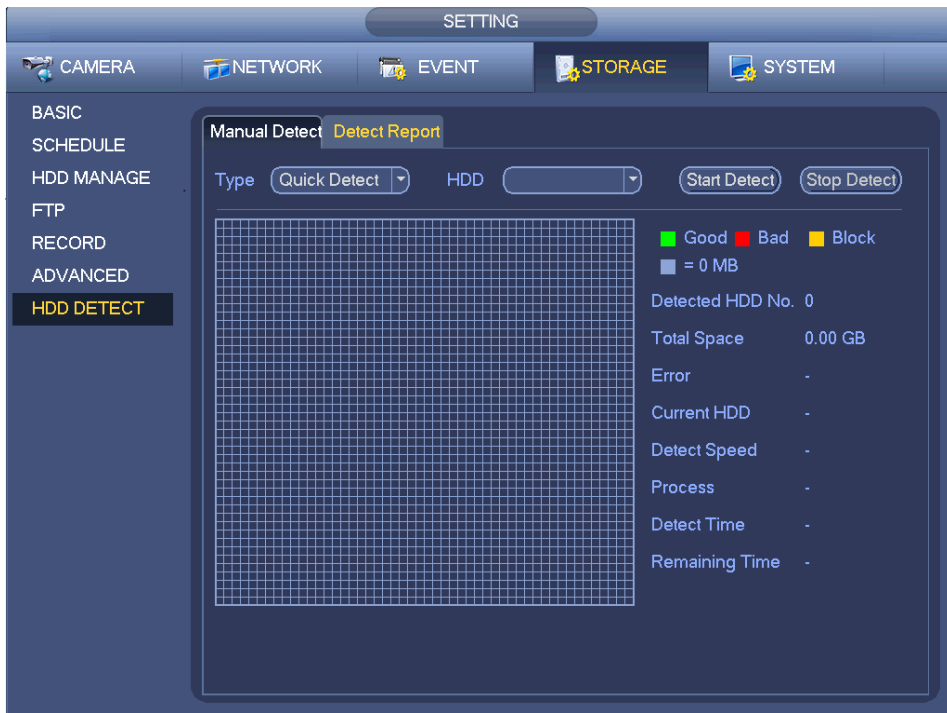 SETTING
CAMERA NETWORK EVENT STORAGE SYSTEM
BASIC
SCHEDULE
HDD MANAGE
FTP
RECORD
ADVANCED
HDD DETECT
Manual Detect Detect Report
Type Quick Detect HDD Start Detect Stop Detect
Good Bad Block
= 0 MB
Detected HDD No. 0
Total Space 0.00 GB
Error -
Current HDD -
Detect Speed -
Process -
Detect Time -
Remaining Time -